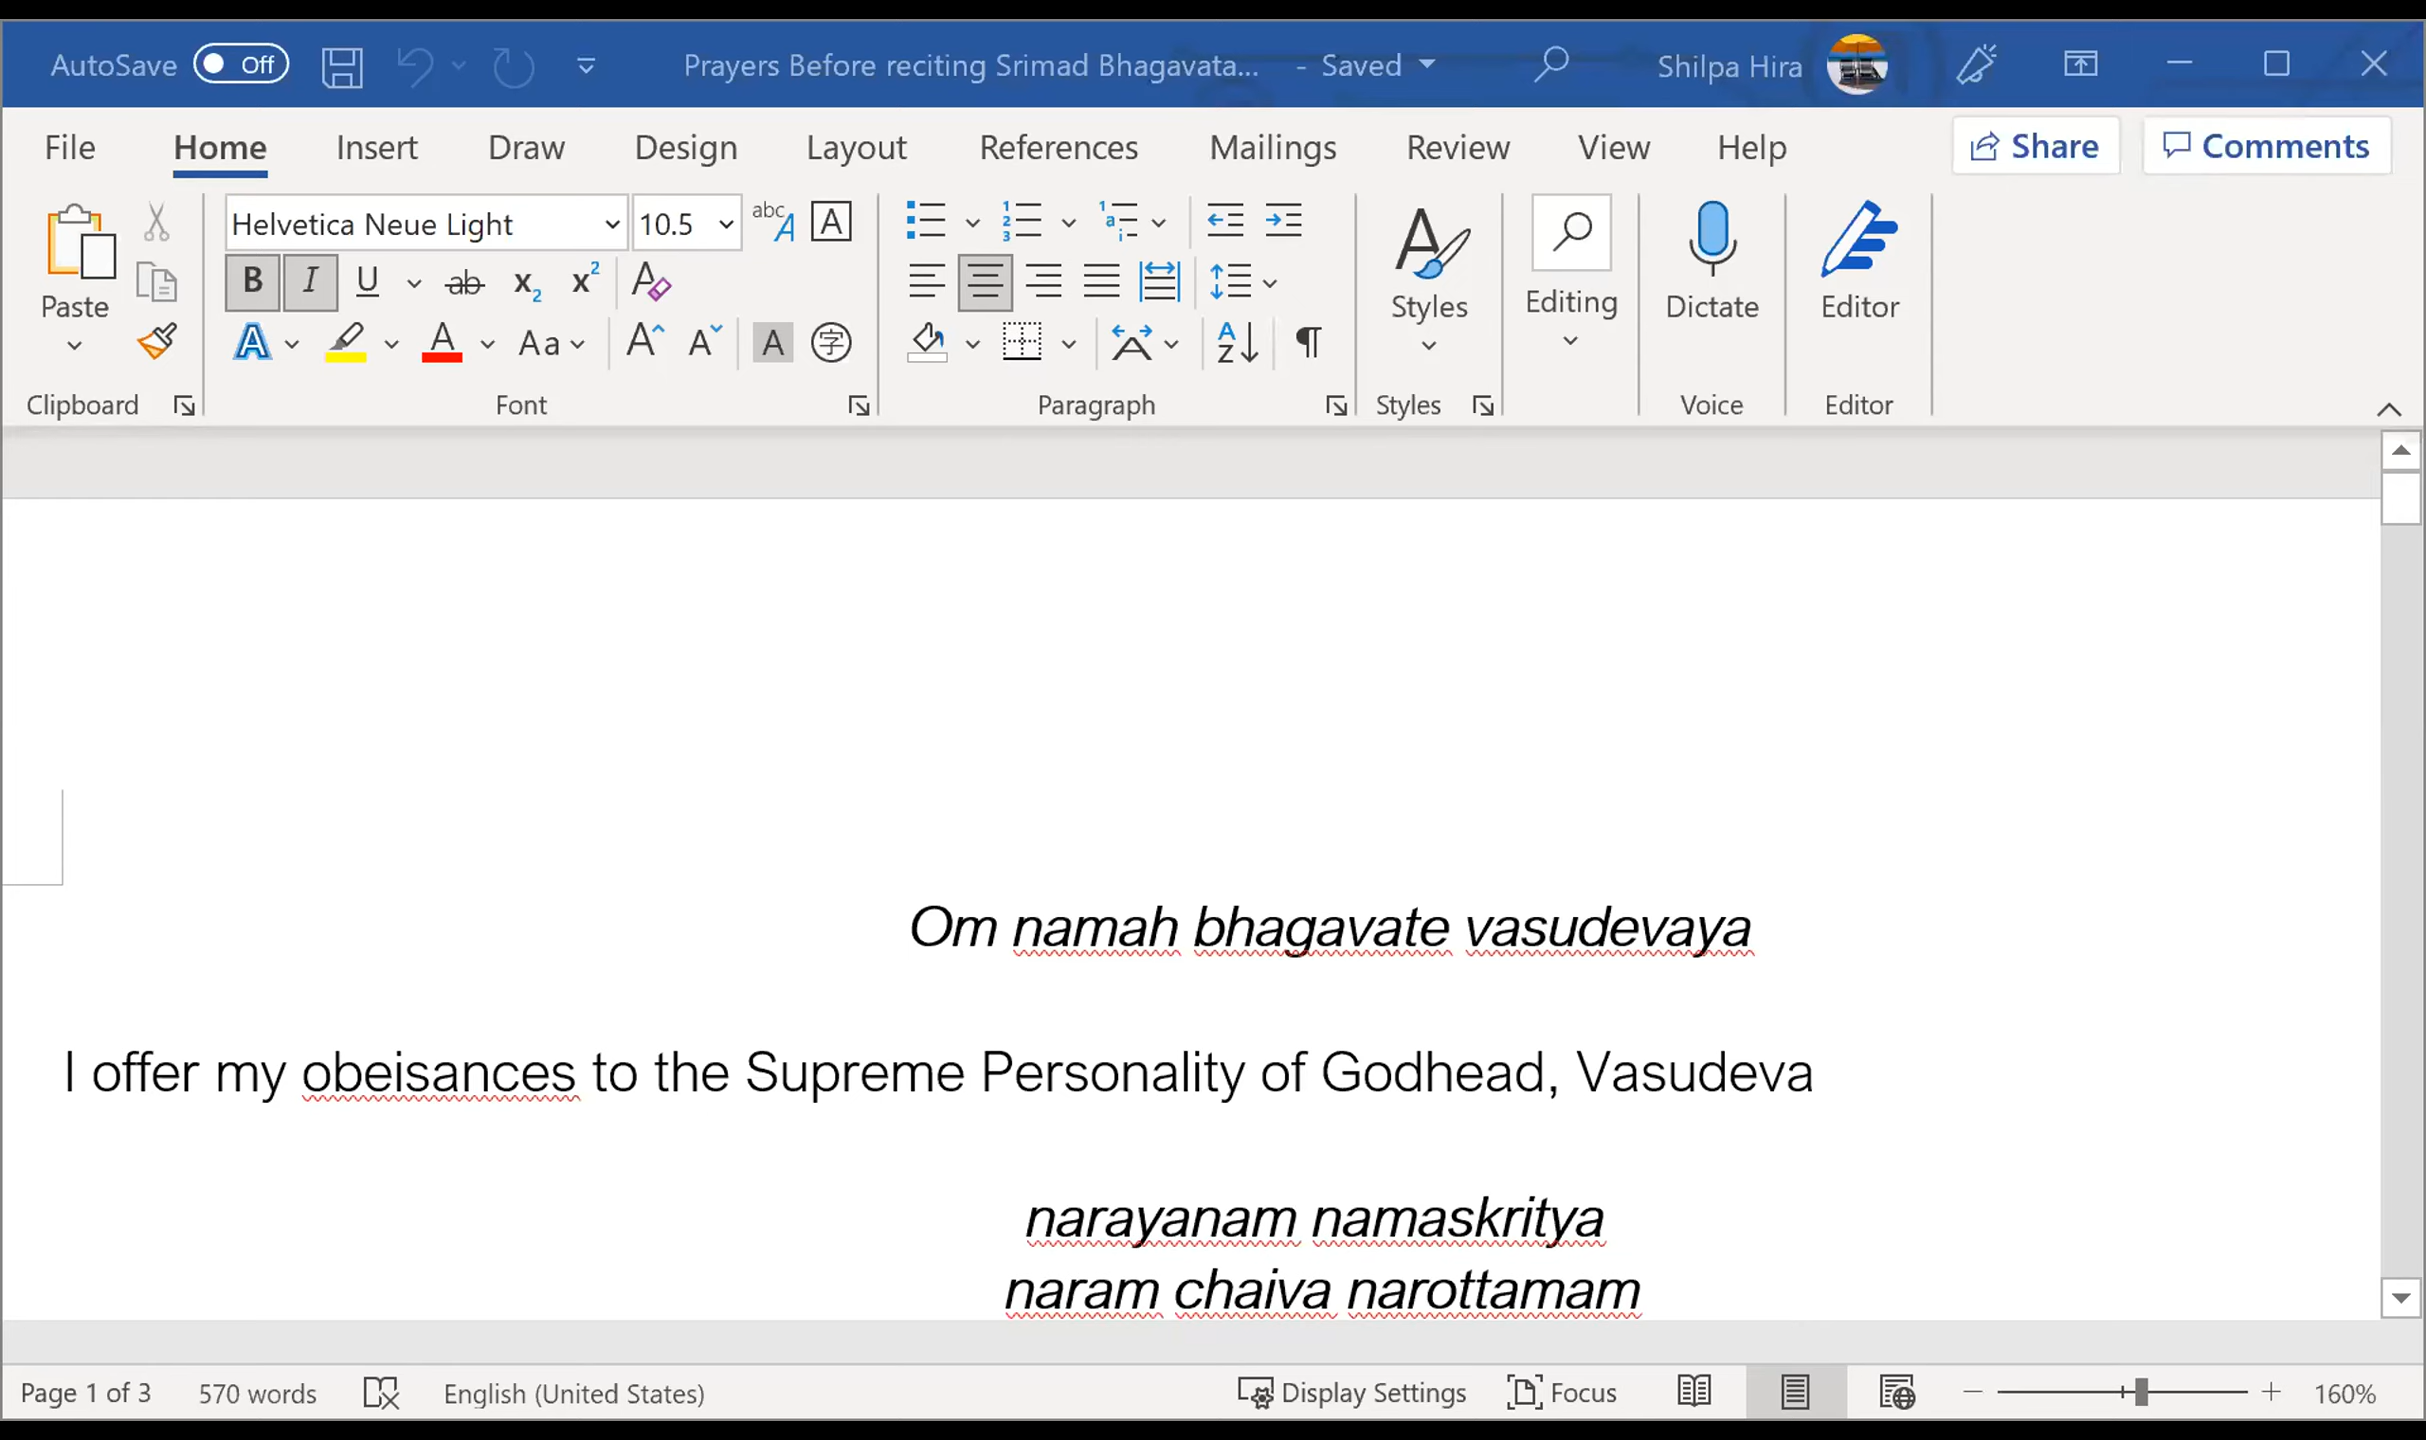 AutoSave Off Prayers Before reciting Srimad Bhagavata... - Saved Shilpa Hira
File Home Insert Draw Design Layout References Mailings Review View Help Share Comments
Paste Helvetica Neue Light 10.5 Styles Editing Dictate Editor
Clipboard Font Paragraph Styles Voice Editor
Om namah bhagavate vasudevaya
I offer my obeisances to the Supreme Personality of Godhead, Vasudeva
narayanam namaskritya
naram chaiva narottamam
Page 1 of 3 570 words English (United States) Display Settings Focus 160%